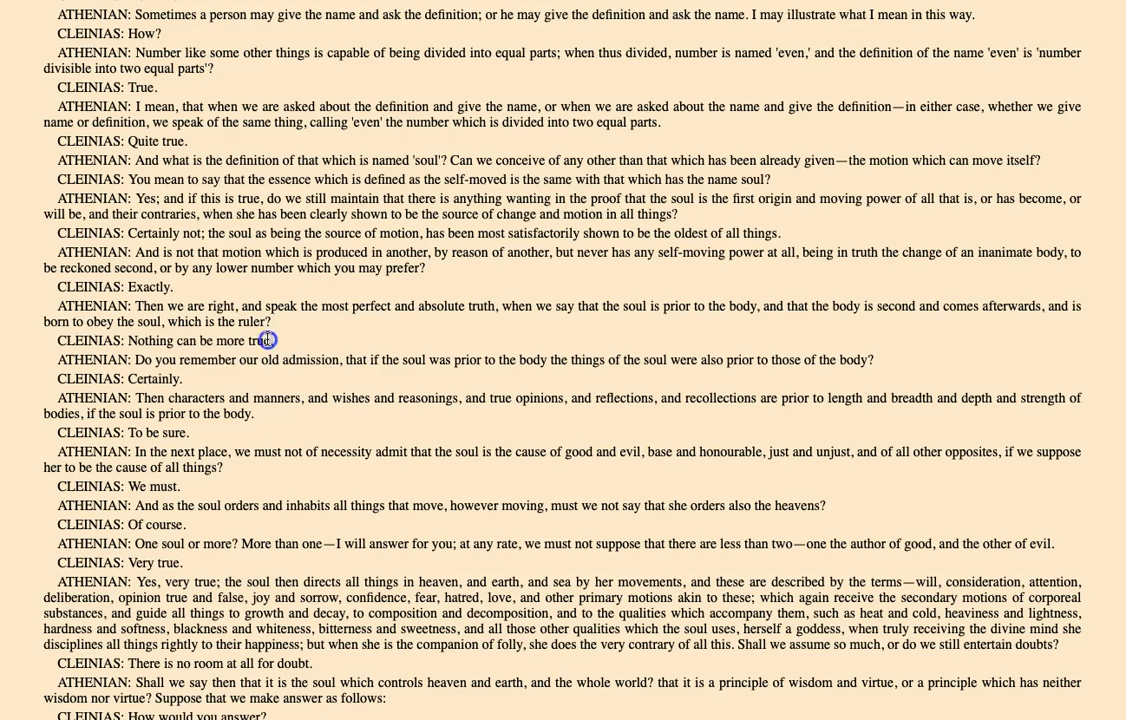 ATHENIAN: Sometimes a person may give the name and ask the definition; or he may give the definition and ask the name. I may illustrate what I mean in this way.
CLEINIAS: How?
ATHENIAN: Number like some other things is capable of being divided into equal parts; when thus divided, number is named 'even,' and the definition of the name 'even' is 'number
divisible into two equal parts'?
CLEINIAS: True.
ATHENIAN: I mean, that when we are asked about the definition and give the name, or when we are asked about the name and give the definition—in either case, whether we give
name or definition, we speak of the same thing, calling 'even' the number which is divided into two equal parts.
CLEINIAS: Quite true.
ATHENIAN: And what is the definition of that which is named 'soul'? Can we conceive of any other than that which has been already given—the motion which can move itself?
CLEINIAS: You mean to say that the essence which is defined as the self-moved is the same with that which has the name soul?
ATHENIAN: Yes; and if this is true, do we still maintain that there is anything wanting in the proof that the soul is the first origin and moving power of all that is, or has become, or
will be, and their contraries, when she has been clearly shown to be the source of change and motion in all things?
CLEINIAS: Certainly not; the soul as being the source of motion, has been most satisfactorily shown to be the oldest of all things.
ATHENIAN: And is not that motion which is produced in another, by reason of another, but never has any self-moving power at all, being in truth the change of an inanimate body, to
be reckoned second, or by any lower number which you may prefer?
CLEINIAS: Exactly.
ATHENIAN: Then we are right, and speak the most perfect and absolute truth, when we say that the soul is prior to the body, and that the body is second and comes afterwards, and is
born to obey the soul, which is the ruler?
CLEINIAS: Nothing can be more true.
ATHENIAN: Do you remember our old admission, that if the soul was prior to the body the things of the soul were also prior to those of the body?
CLEINIAS: Certainly.
ATHENIAN: Then characters and manners, and wishes and reasonings, and true opinions, and reflections, and recollections are prior to length and breadth and depth and strength of
bodies, if the soul is prior to the body.
CLEINIAS: To be sure.
ATHENIAN: In the next place, we must not of necessity admit that the soul is the cause of good and evil, base and honourable, just and unjust, and of all other opposites, if we suppose
her to be the cause of all things?
CLEINIAS: We must.
ATHENIAN: And as the soul orders and inhabits all things that move, however moving, must we not say that she orders also the heavens?
CLEINIAS: Of course.
ATHENIAN: One soul or more? More than one—I will answer for you; at any rate, we must not suppose that there are less than two—one the author of good, and the other of evil.
CLEINIAS: Very true.
ATHENIAN: Yes, very true; the soul then directs all things in heaven, and earth, and sea by her movements, and these are described by the terms—will, consideration, attention,
deliberation, opinion true and false, joy and sorrow, confidence, fear, hatred, love, and other primary motions akin to these; which again receive the secondary motions of corporeal
substances, and guide all things to growth and decay, to composition and decomposition, and to the qualities which accompany them, such as heat and cold, heaviness and lightness,
hardness and softness, blackness and whiteness, bitterness and sweetness, and all those other qualities which the soul uses, herself a goddess, when truly receiving the divine mind she
disciplines all things rightly to their happiness; but when she is the companion of folly, she does the very contrary of all this. Shall we assume so much, or do we still entertain doubts?
CLEINIAS: There is no room at all for doubt.
ATHENIAN: Shall we say then that it is the soul which controls heaven and earth, and the whole world? that it is a principle of wisdom and virtue, or a principle which has neither
wisdom nor virtue? Suppose that we make answer as follows:
CLEINIAS: How would you answer?